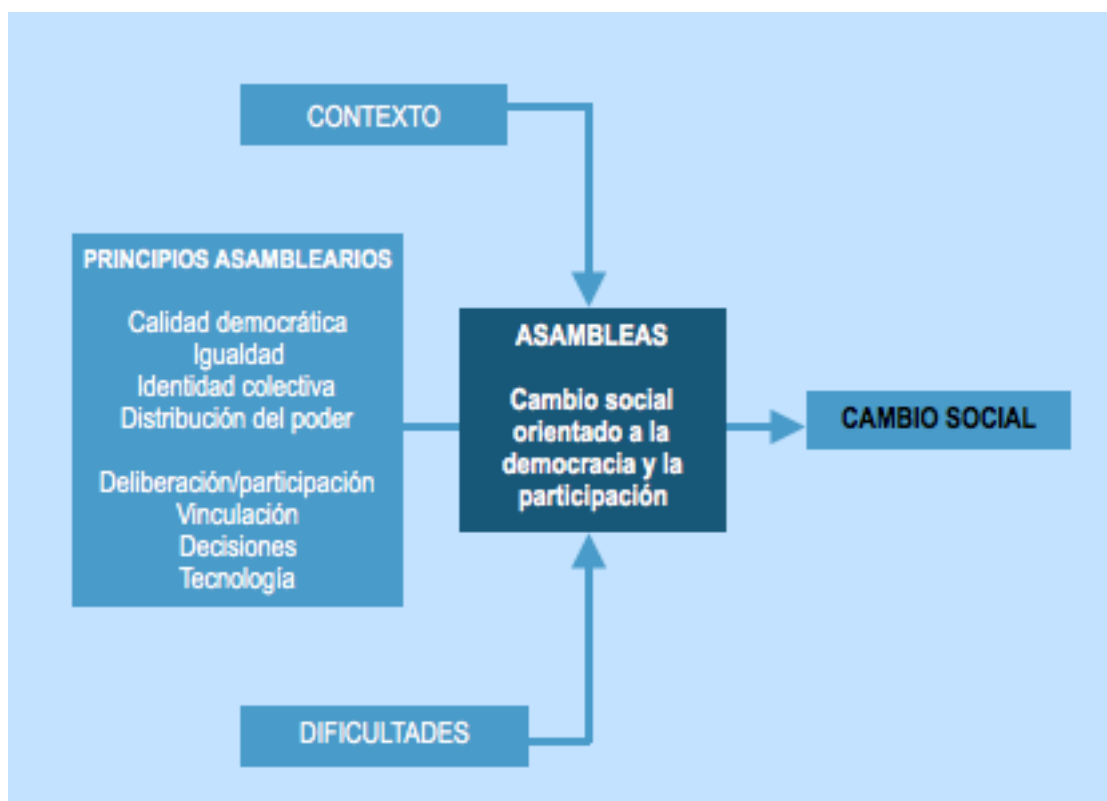 CONTEXTO
PRINCIPIOS ASAMBLEARIOS
Calidad democrática
Igualdad
Identidad colectiva
Distribución del poder
Deliberación/participación
Vinculación
Decisiones
Tecnología
ASAMBLEAS
Cambio social
orientado a la
democracia y la
participación
CAMBIO SOCIAL
DIFICULTADES